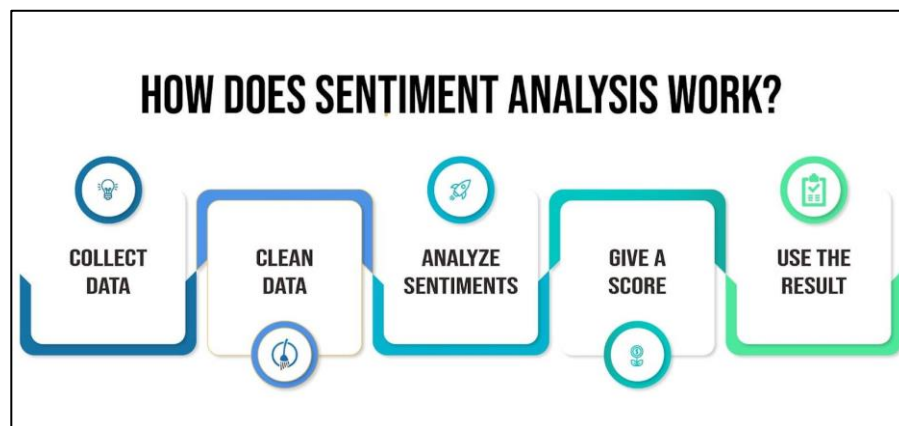 HOW DOES SENTIMENT ANALYSIS WORK?
COLLECT
DATA
CLEAN
DATA
ANALYZE
SENTIMENTS
GIVE A
SCORE
USE THE
RESULT